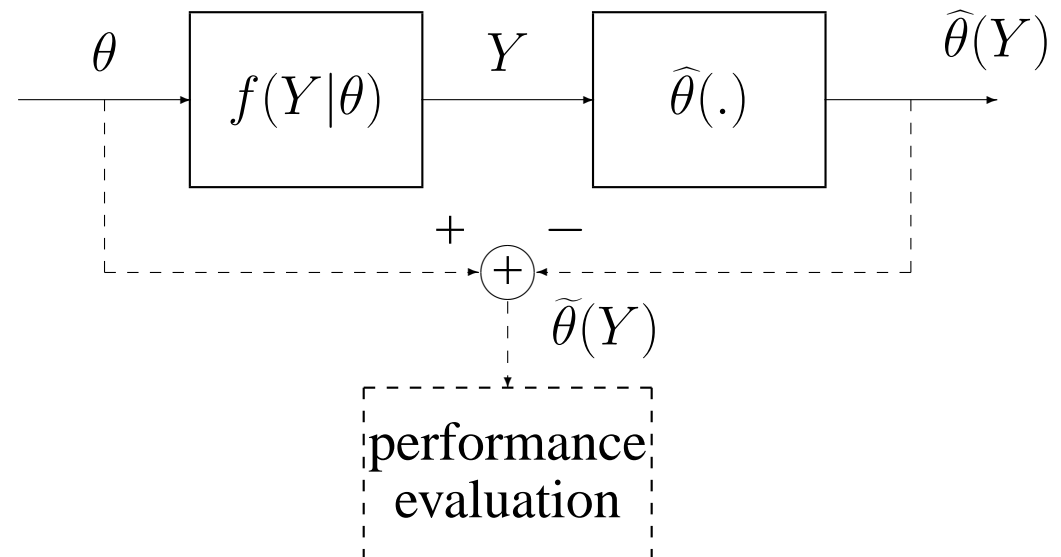 θ
f(Y|θ)
Y
θ̂(.)
θ̂(Y)
+
−
+
θ̃(Y)
performance
evaluation